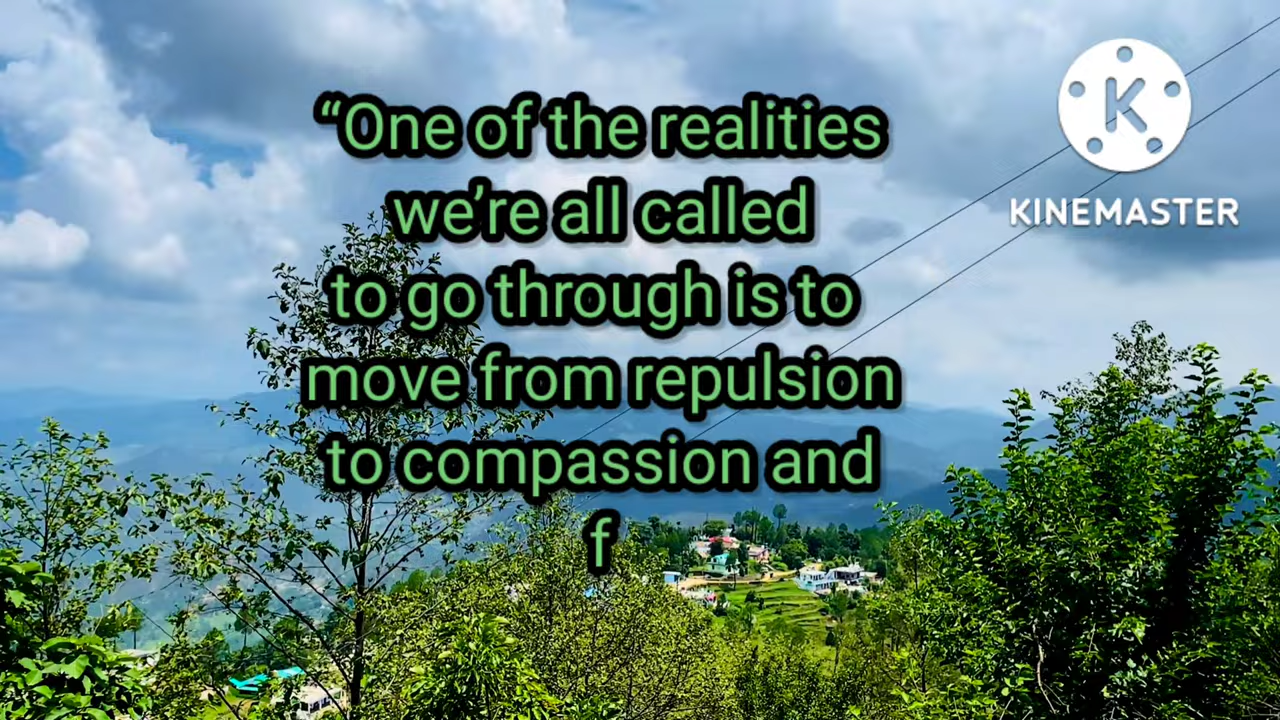 “One of the realities
we’re all called
to go through is to
move from repulsion
to compassion and
f
K
KINEMASTER